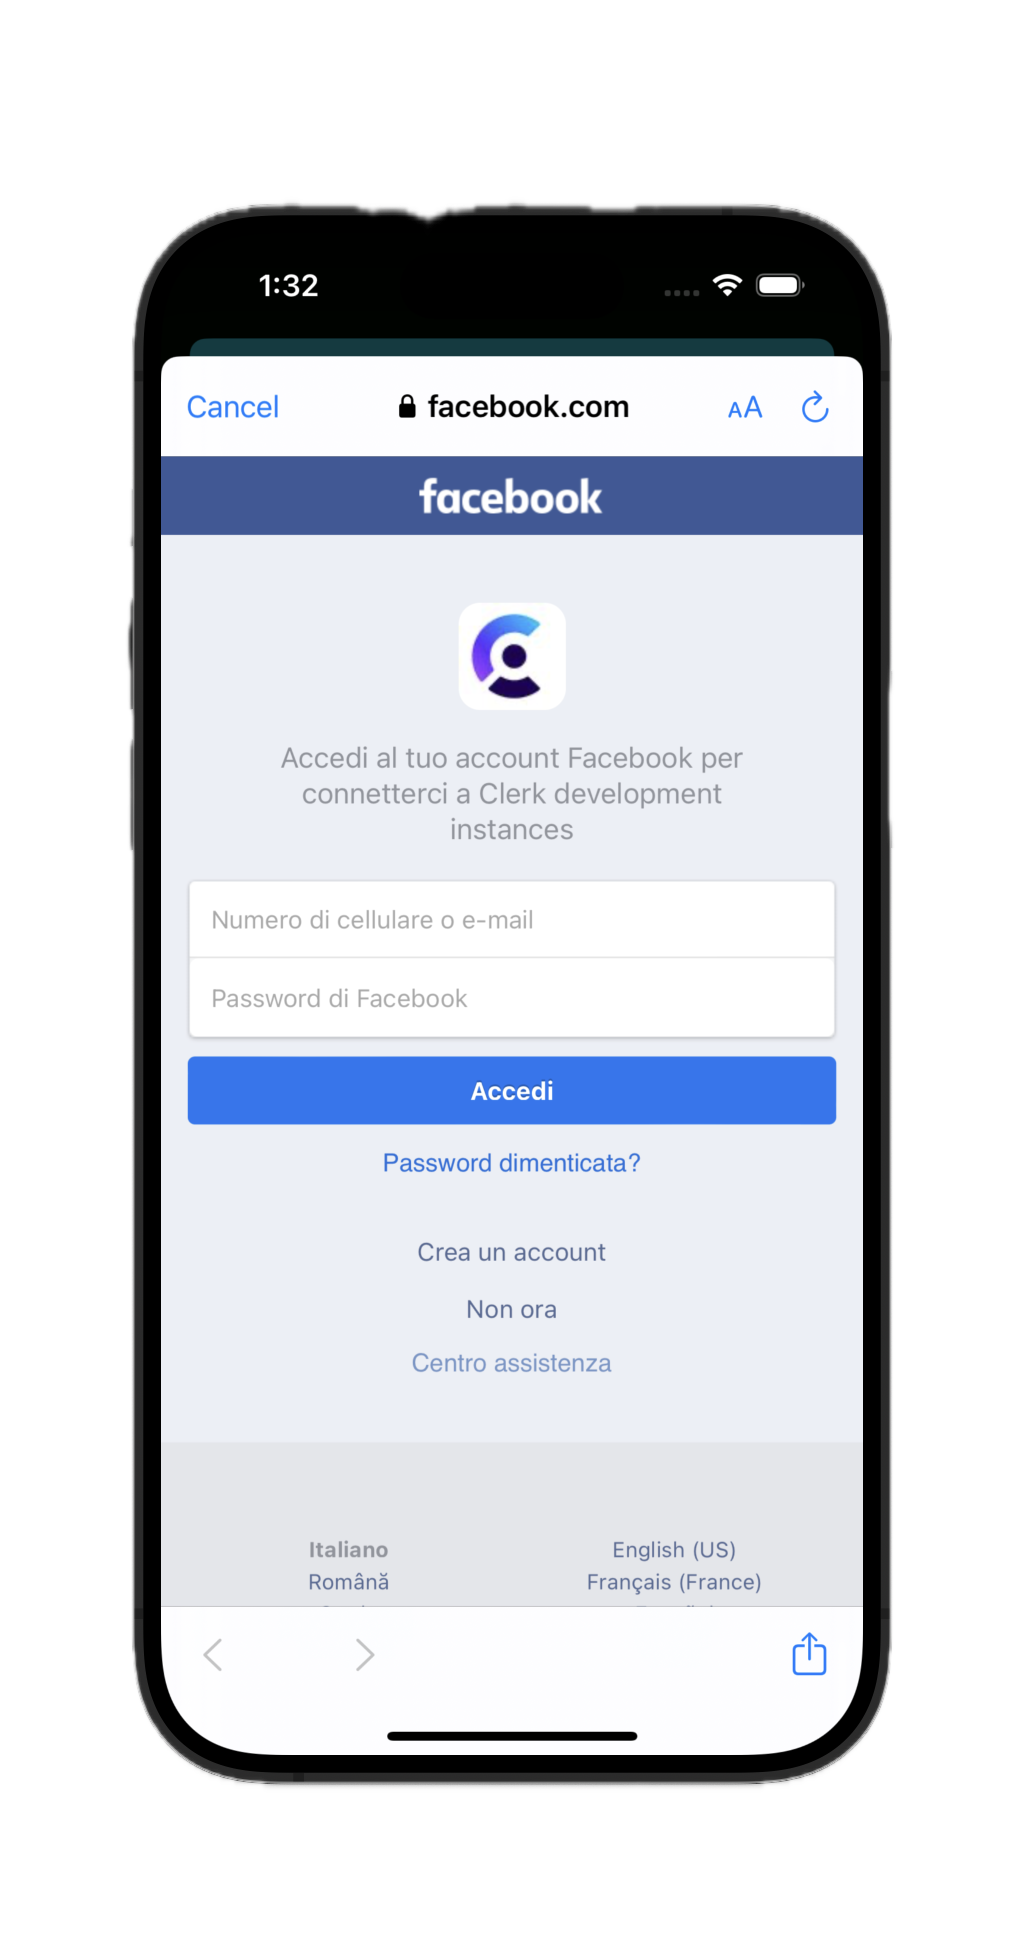 1:32
Cancel
facebook.com
AA
facebook
Accedi al tuo account Facebook per
connetterci a Clerk development
instances
Numero di cellulare o e-mail
Password di Facebook
Accedi
Password dimenticata?
Crea un account
Non ora
Centro assistenza
Italiano
English (US)
Română
Français (France)